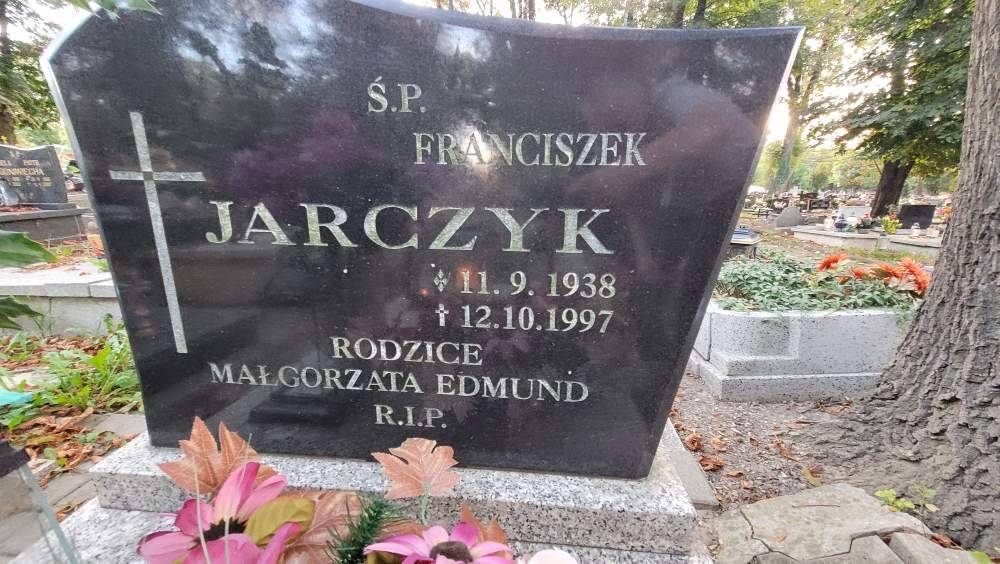 Ś.P.
FRANCISZEK
JARCZYK
11. 9. 1938
12.10.1997
RODZICE
MAŁGORZATA EDMUND
R.I.P.